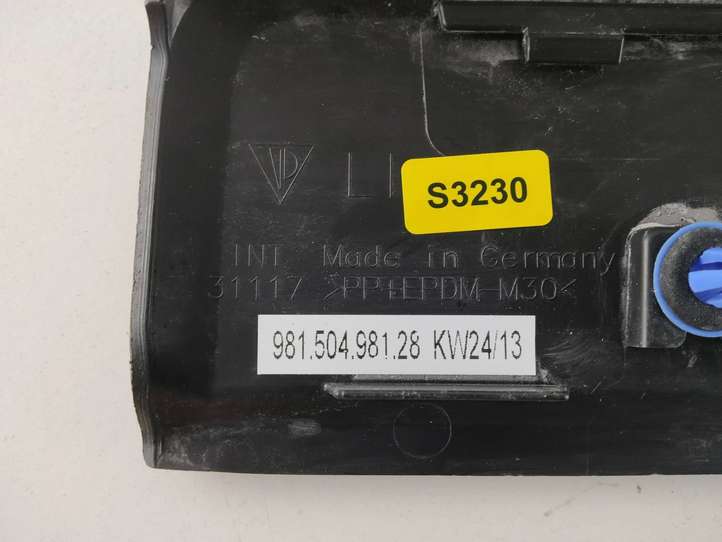 S3230
INT Made in Germany
31117 >PP+EPDM-M30<
981.504.981.28 KW24/13